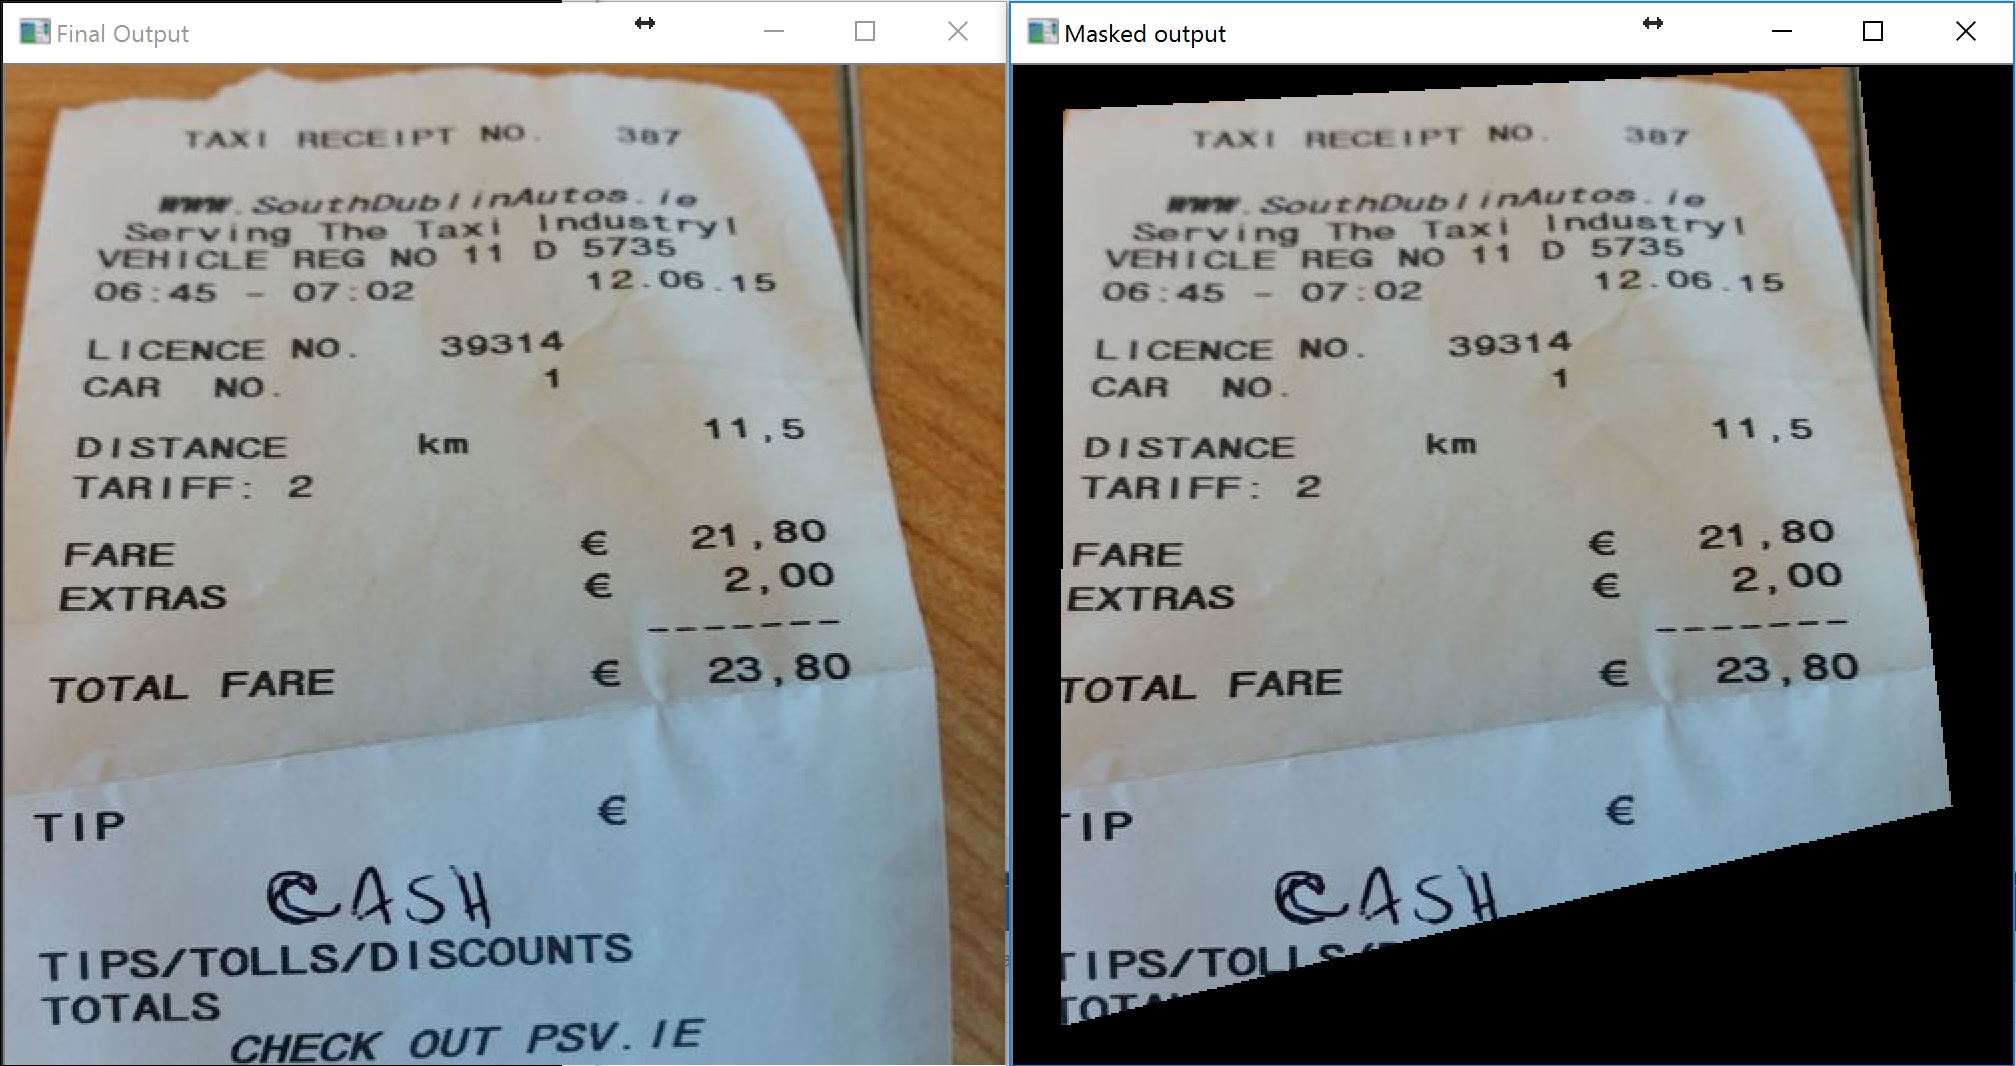 Final Output
TAXI RECEIPT NO. 387
www.SouthDublinAutos.ie
Serving The Taxi Industry!
VEHICLE REG NO 11 D 5735
06:45 - 07:02 12.06.15
LICENCE NO. 39314
CAR NO. 1
DISTANCE km 11,5
TARIFF: 2
FARE € 21,80
EXTRAS € 2,00
-------
TOTAL FARE € 23,80
TIP €
CASH
TIPS/TOLLS/DISCOUNTS
TOTALS
CHECK OUT PSV.IE
Masked output
TAXI RECEIPT NO. 387
www.SouthDublinAutos.ie
Serving The Taxi Industry!
VEHICLE REG NO 11 D 5735
06:45 - 07:02 12.06.15
LICENCE NO. 39314
CAR NO. 1
DISTANCE km 11,5
TARIFF: 2
FARE € 21,80
EXTRAS € 2,00
-------
TOTAL FARE € 23,80
TIP €
CASH
TIPS/TOLLS/